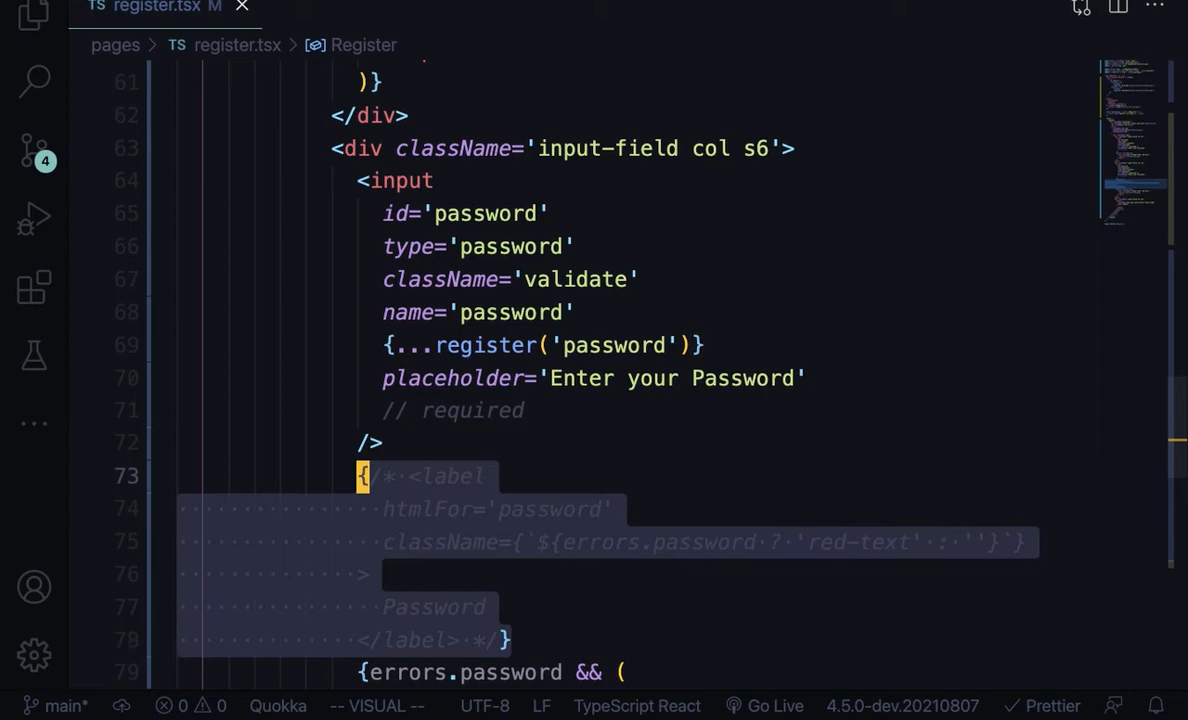 TS register.tsx M ×
pages > TS register.tsx > Register
61 )}
62 </div>
63 <div className='input-field col s6'>
64 <input
65 id='password'
66 type='password'
67 className='validate'
68 name='password'
69 {...register('password')}
70 placeholder='Enter your Password'
71 // required
72 />
73 {/* <label
74 htmlFor='password'
75 className={`${errors.password ? 'red-text' : ''}`}
76 >
77 Password
78 </label> */}
79 {errors.password && (
4
main* 0 0 Quokka -- VISUAL -- UTF-8 LF TypeScript React Go Live 4.5.0-dev.20210807 Prettier